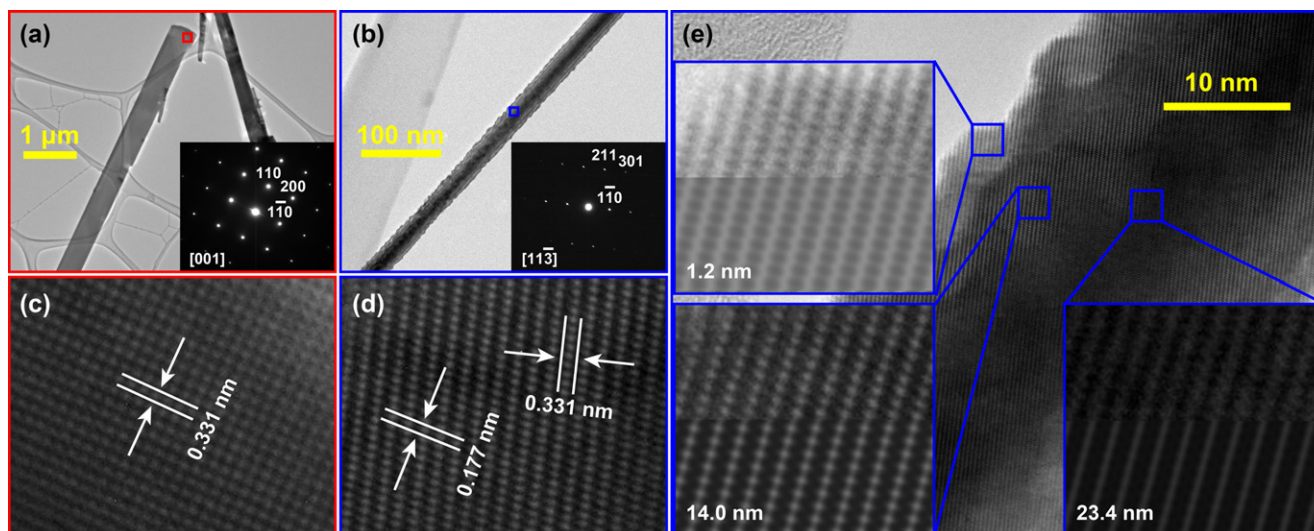 (a)
1 μm
110
200
11̅0
[001]
(b)
100 nm
211
301
11̅0
[113̅]
(c)
0.331 nm
(d)
0.331 nm
0.177 nm
(e)
10 nm
1.2 nm
14.0 nm
23.4 nm